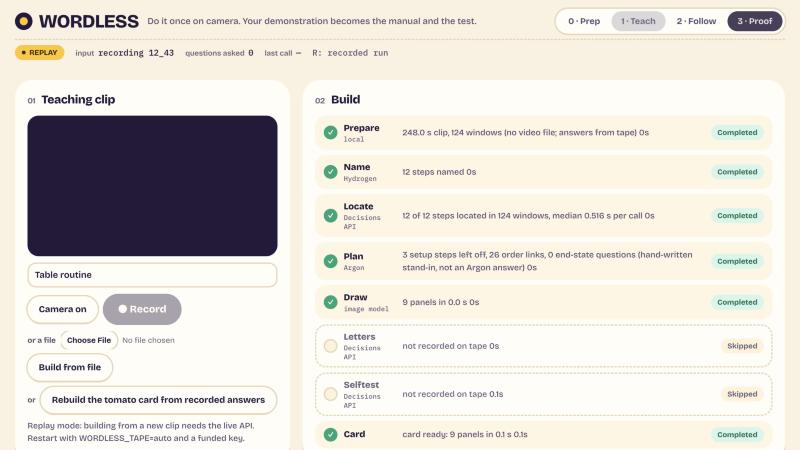 WORDLESS Do it once on camera. Your demonstration becomes the manual and the test. 0 · Prep 1 · Teach 2 · Follow 3 · Proof
● REPLAY input recording 12_43 questions asked 0 last call — R: recorded run
01 Teaching clip
Table routine
Camera on Record
or a file Choose File No file chosen
Build from file
or Rebuild the tomato card from recorded answers
Replay mode: building from a new clip needs the live API.
Restart with WORDLESS_TAPE=auto and a funded key.
02 Build
Prepare
local
248.0 s clip, 124 windows (no video file; answers from tape) 0s
Completed
Name
Hydrogen
12 steps named 0s
Completed
Locate
Decisions
API
12 of 12 steps located in 124 windows, median 0.516 s per call 0s
Completed
Plan
Argon
3 setup steps left off, 26 order links, 0 end-state questions (hand-written
stand-in, not an Argon answer) 0s
Completed
Draw
image model
9 panels in 0.0 s 0s
Completed
Letters
Decisions
API
not recorded on tape 0s
Skipped
Selftest
Decisions
API
not recorded on tape 0.1s
Skipped
Card
card ready: 9 panels in 0.1 s 0.1s
Completed